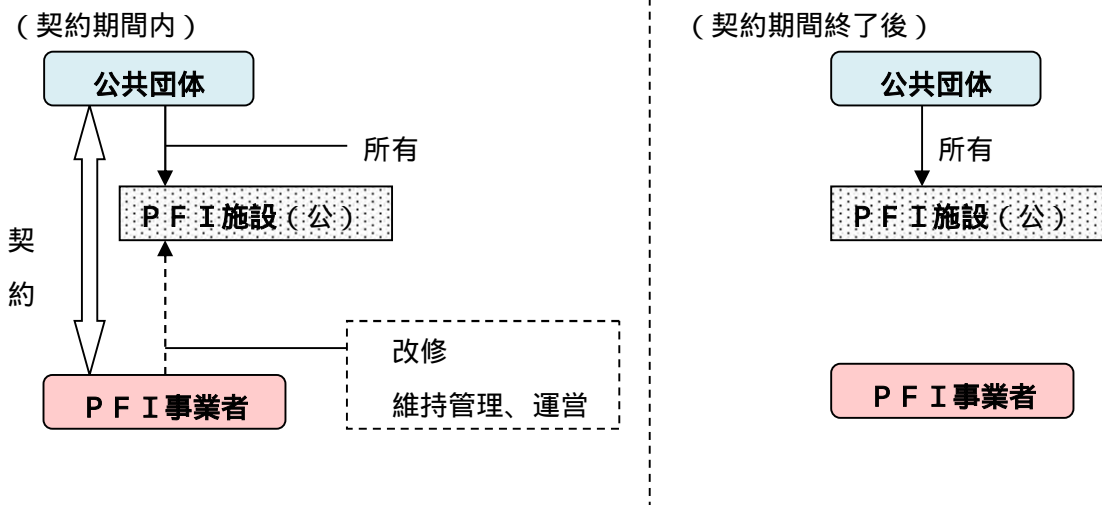 （契約期間内）
公共団体
所有
ＰＦＩ施設（公）
契
約
改修
維持管理、運営
ＰＦＩ事業者
（契約期間終了後）
公共団体
所有
ＰＦＩ施設（公）
ＰＦＩ事業者